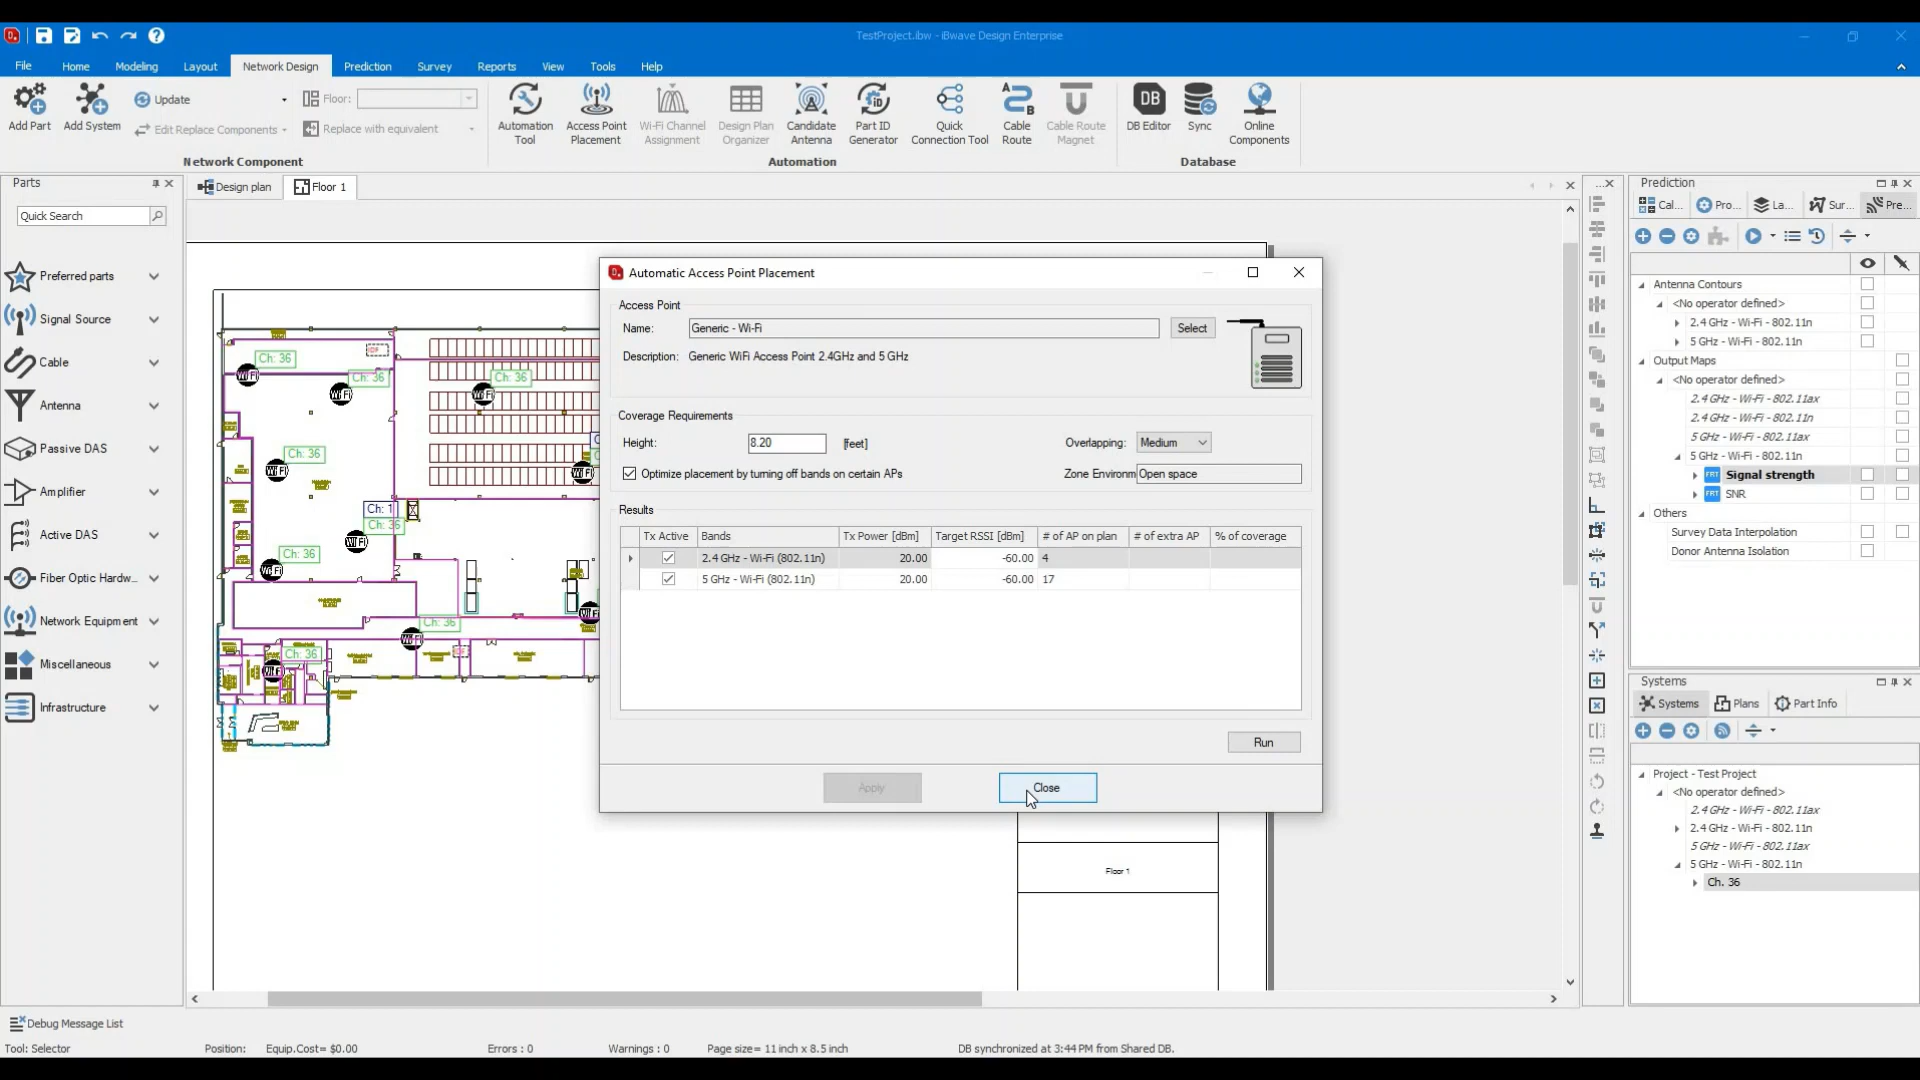 TestProject.ibw - iBwave Design Enterprise
File Home Modeling Layout Network Design Prediction Survey Reports View Tools Help
Add Part
Add System
Update
Edit Replace Components
Floor:
Replace with equivalent
Network Component
Automation Tool
Access Point Placement
Wi-Fi Channel Assignment
Design Plan Organizer
Candidate Antenna
Part ID Generator
Quick Connection Tool
Cable Route
Cable Route Magnet
Automation
DB Editor
Sync
Online Components
Database
Parts
Quick Search
Preferred parts
Signal Source
Cable
Antenna
Passive DAS
Amplifier
Active DAS
Fiber Optic Hardw...
Network Equipment
Miscellaneous
Infrastructure
Design plan
Floor 1
Ch: 36
Ch: 36
Ch: 36
Ch: 36
Ch: 1
Ch: 36
Ch: 36
Ch: 36
Ch: 36
Floor 1
Automatic Access Point Placement
Access Point
Name: Generic - Wi-Fi Select
Description: Generic WiFi Access Point 2.4GHz and 5 GHz
Coverage Requirements
Height: 8.20 [feet] Overlapping: Medium
Optimize placement by turning off bands on certain APs Zone Environm Open space
Results
Tx Active Bands Tx Power [dBm] Target RSSI [dBm] # of AP on plan # of extra AP % of coverage
2.4 GHz - Wi-Fi (802.11n) 20.00 -60.00 4
5 GHz - Wi-Fi (802.11n) 20.00 -60.00 17
Run
Apply Close
Prediction
Cal... Pro... La... Sur... Pre...
Antenna Contours
<No operator defined>
2.4 GHz - Wi-Fi - 802.11n
5 GHz - Wi-Fi - 802.11n
Output Maps
<No operator defined>
2.4 GHz - Wi-Fi - 802.11ax
2.4 GHz - Wi-Fi - 802.11n
5 GHz - Wi-Fi - 802.11ax
5 GHz - Wi-Fi - 802.11n
Signal strength
SNR
Others
Survey Data Interpolation
Donor Antenna Isolation
Systems
Systems Plans Part Info
Project - Test Project
<No operator defined>
2.4 GHz - Wi-Fi - 802.11ax
2.4 GHz - Wi-Fi - 802.11n
5 GHz - Wi-Fi - 802.11ax
5 GHz - Wi-Fi - 802.11n
Ch. 36
Debug Message List
Tool: Selector Position: Equip.Cost= $0.00 Errors : 0 Warnings : 0 Page size= 11 inch x 8.5 inch DB synchronized at 3:44 PM from Shared DB.